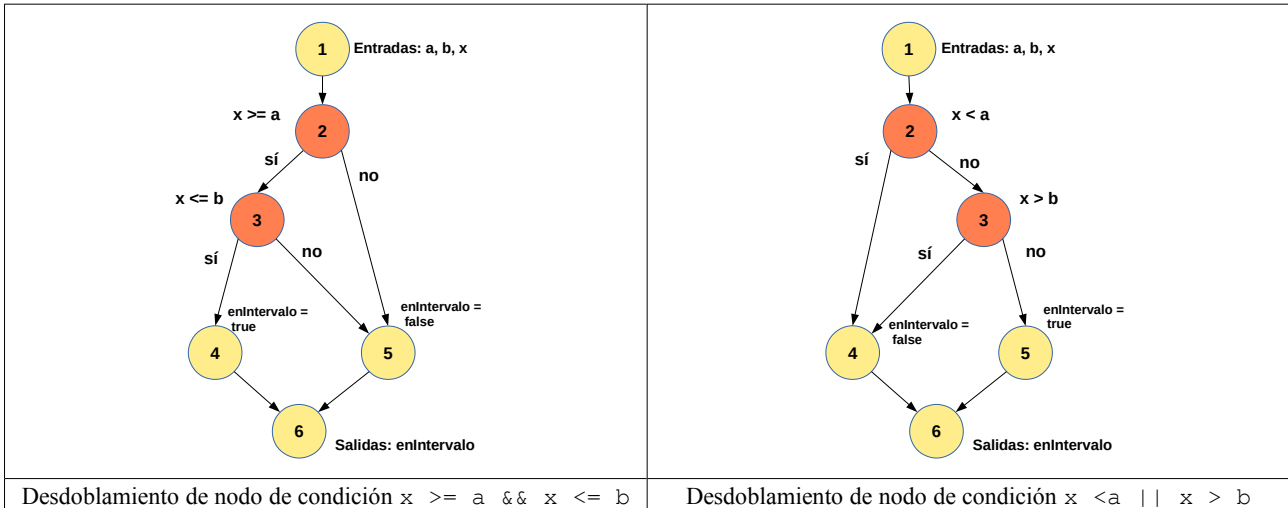 1
Entradas: a, b, x
x >= a
2
sí
no
x <= b
3
sí
no
enIntervalo =
true
enIntervalo =
false
4
5
6
Salidas: enIntervalo
Desdoblamiento de nodo de condición x >= a && x <= b
1
Entradas: a, b, x
x < a
2
sí
no
x > b
3
sí
no
enIntervalo =
false
enIntervalo =
true
4
5
6
Salidas: enIntervalo
Desdoblamiento de nodo de condición x <a || x > b